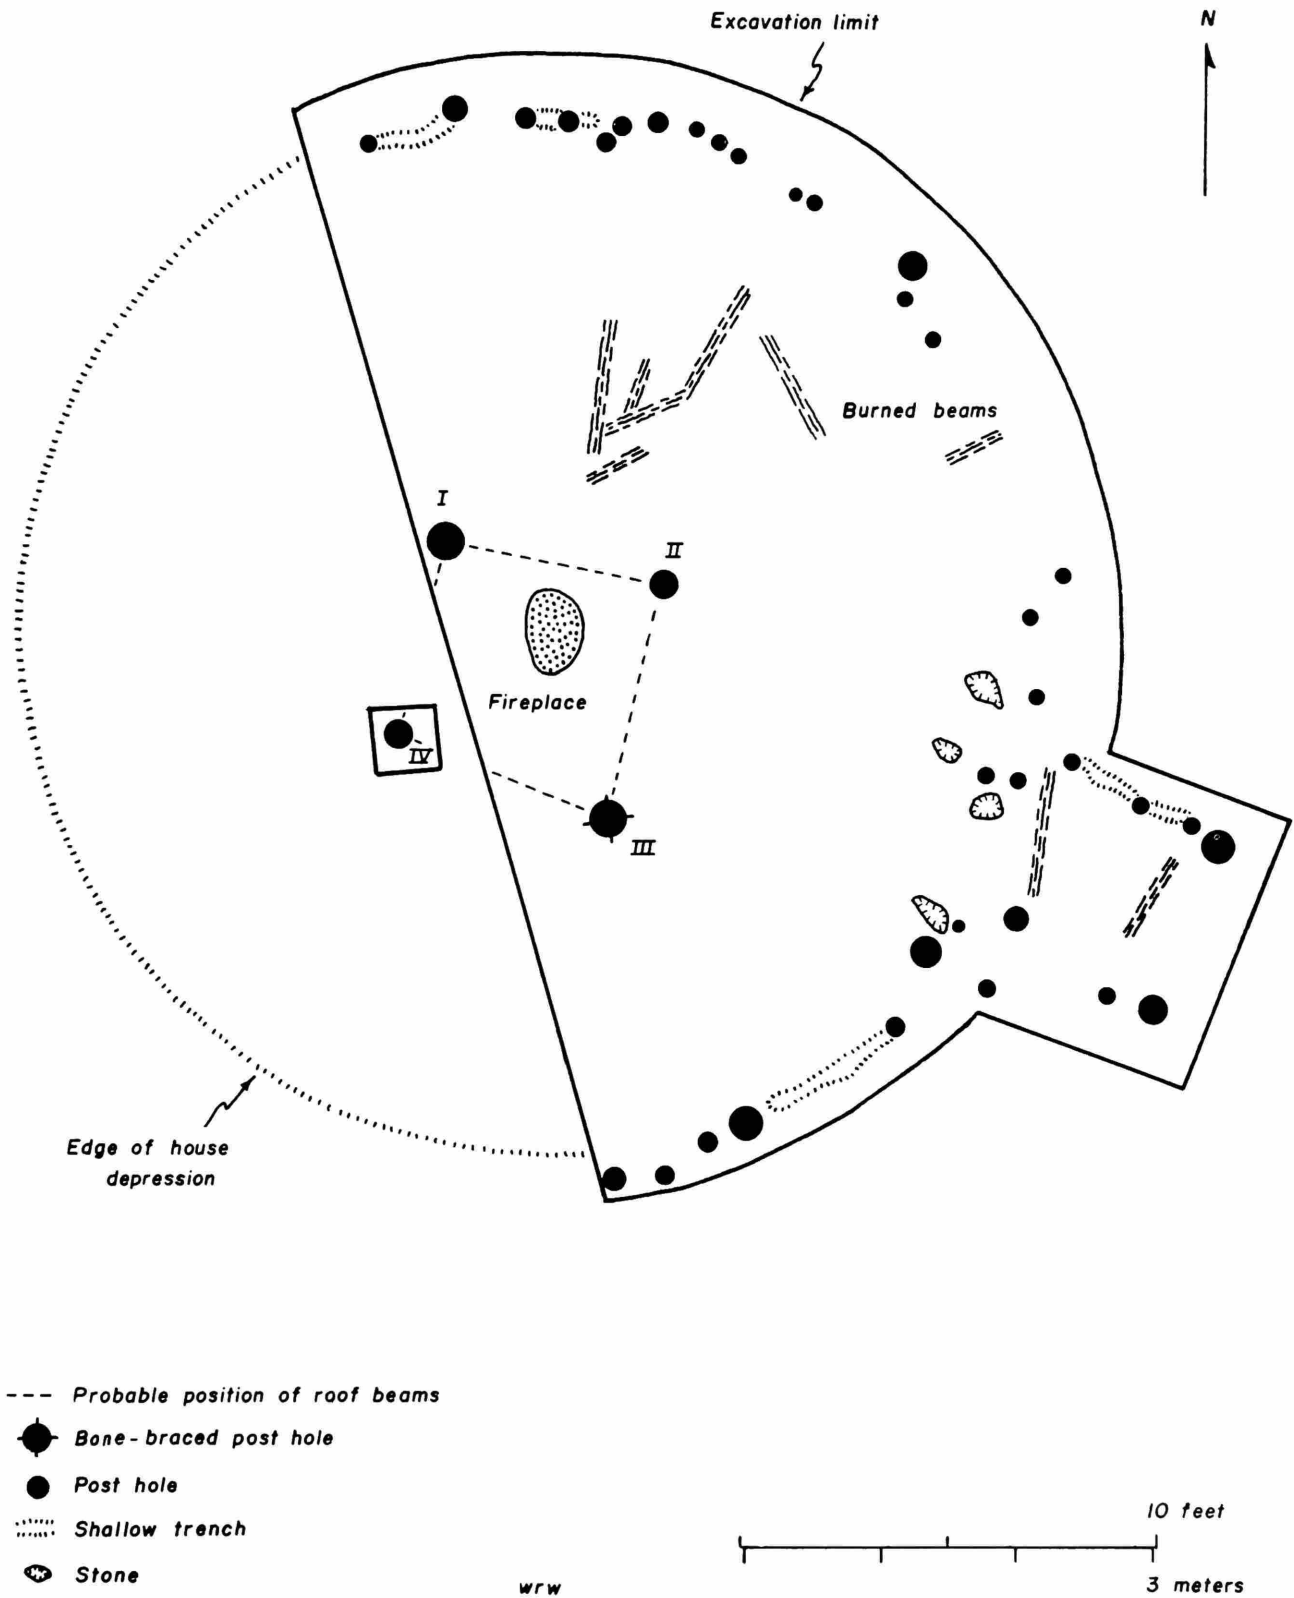 Excavation limit
N
Burned beams
I
II
Fireplace
IV
III
Edge of house
depression
Probable position of roof beams
Bone-braced post hole
Post hole
Shallow trench
Stone
10 feet
3 meters
wrw